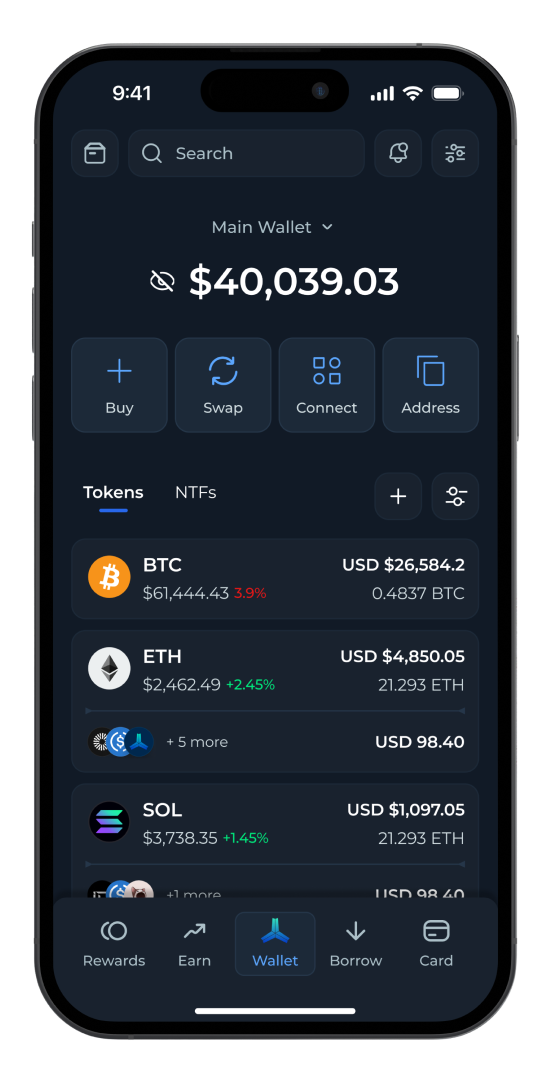 9:41
Search
Main Wallet
$40,039.03
Buy
Swap
Connect
Address
Tokens
NTFs
BTC
USD $26,584.2
$61,444.43 3.9%
0.4837 BTC
ETH
USD $4,850.05
$2,462.49 +2.45%
21.293 ETH
+ 5 more
USD 98.40
SOL
USD $1,097.05
$3,738.35 +1.45%
21.293 ETH
+1 more
USD 98.40
Rewards
Earn
Wallet
Borrow
Card